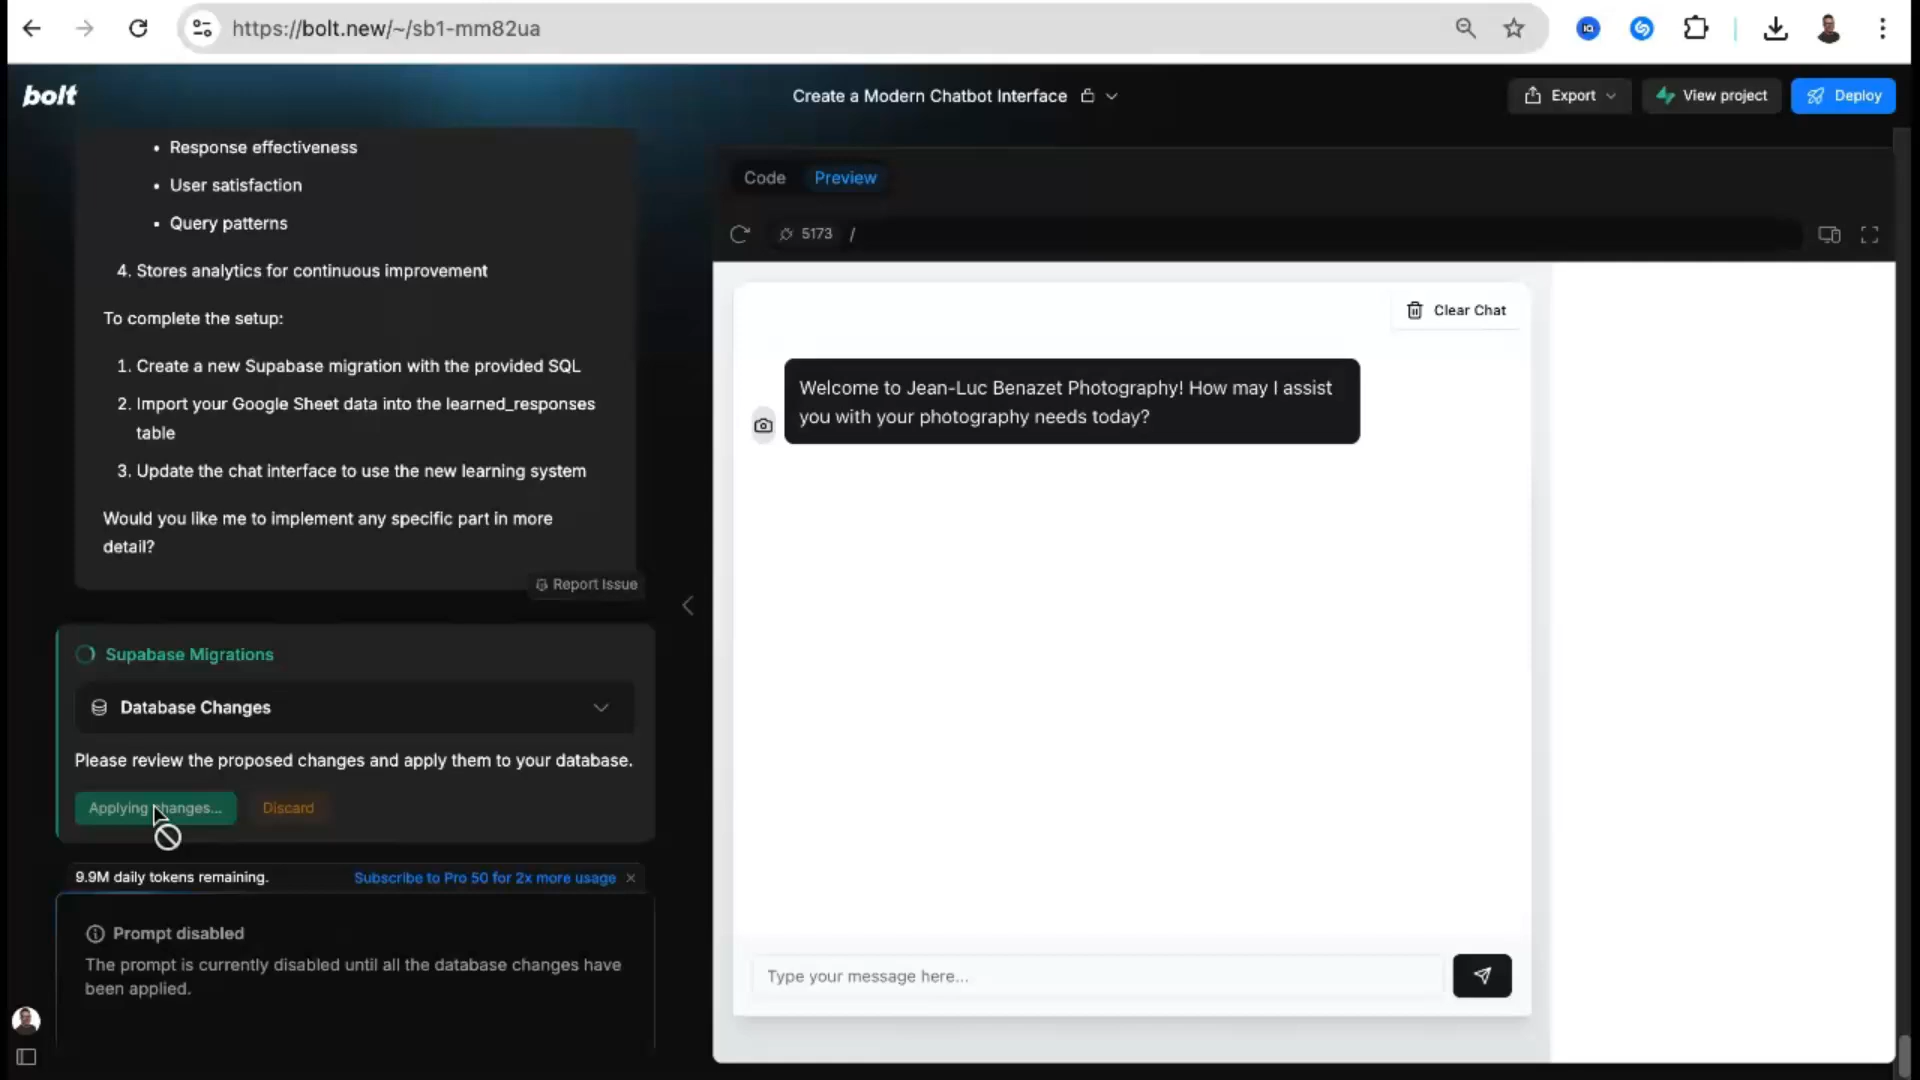 https://bolt.new/~/sb1-mm82ua
bolt
Create a Modern Chatbot Interface
Export
View project
Deploy
• Response effectiveness
• User satisfaction
• Query patterns
4. Stores analytics for continuous improvement
To complete the setup:
1. Create a new Supabase migration with the provided SQL
2. Import your Google Sheet data into the learned_responses
table
3. Update the chat interface to use the new learning system
Would you like me to implement any specific part in more
detail?
Report Issue
Supabase Migrations
Database Changes
Please review the proposed changes and apply them to your database.
Applying changes...
Discard
9.9M daily tokens remaining.
Subscribe to Pro 50 for 2x more usage
Prompt disabled
The prompt is currently disabled until all the database changes have
been applied.
Code
Preview
5173
/
Clear Chat
Welcome to Jean-Luc Benazet Photography! How may I assist
you with your photography needs today?
Type your message here...